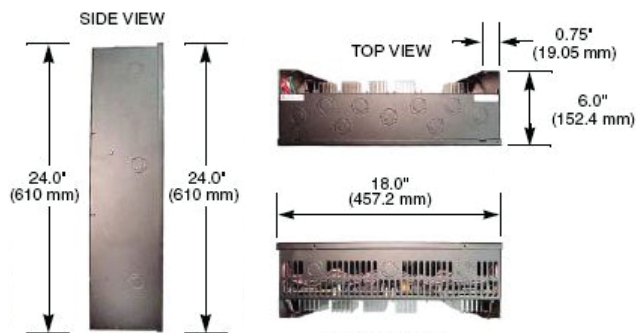 SIDE VIEW
24.0"
(610 mm)
24.0"
(610 mm)
TOP VIEW
0.75"
(19.05 mm)
6.0"
(152.4 mm)
18.0"
(457.2 mm)